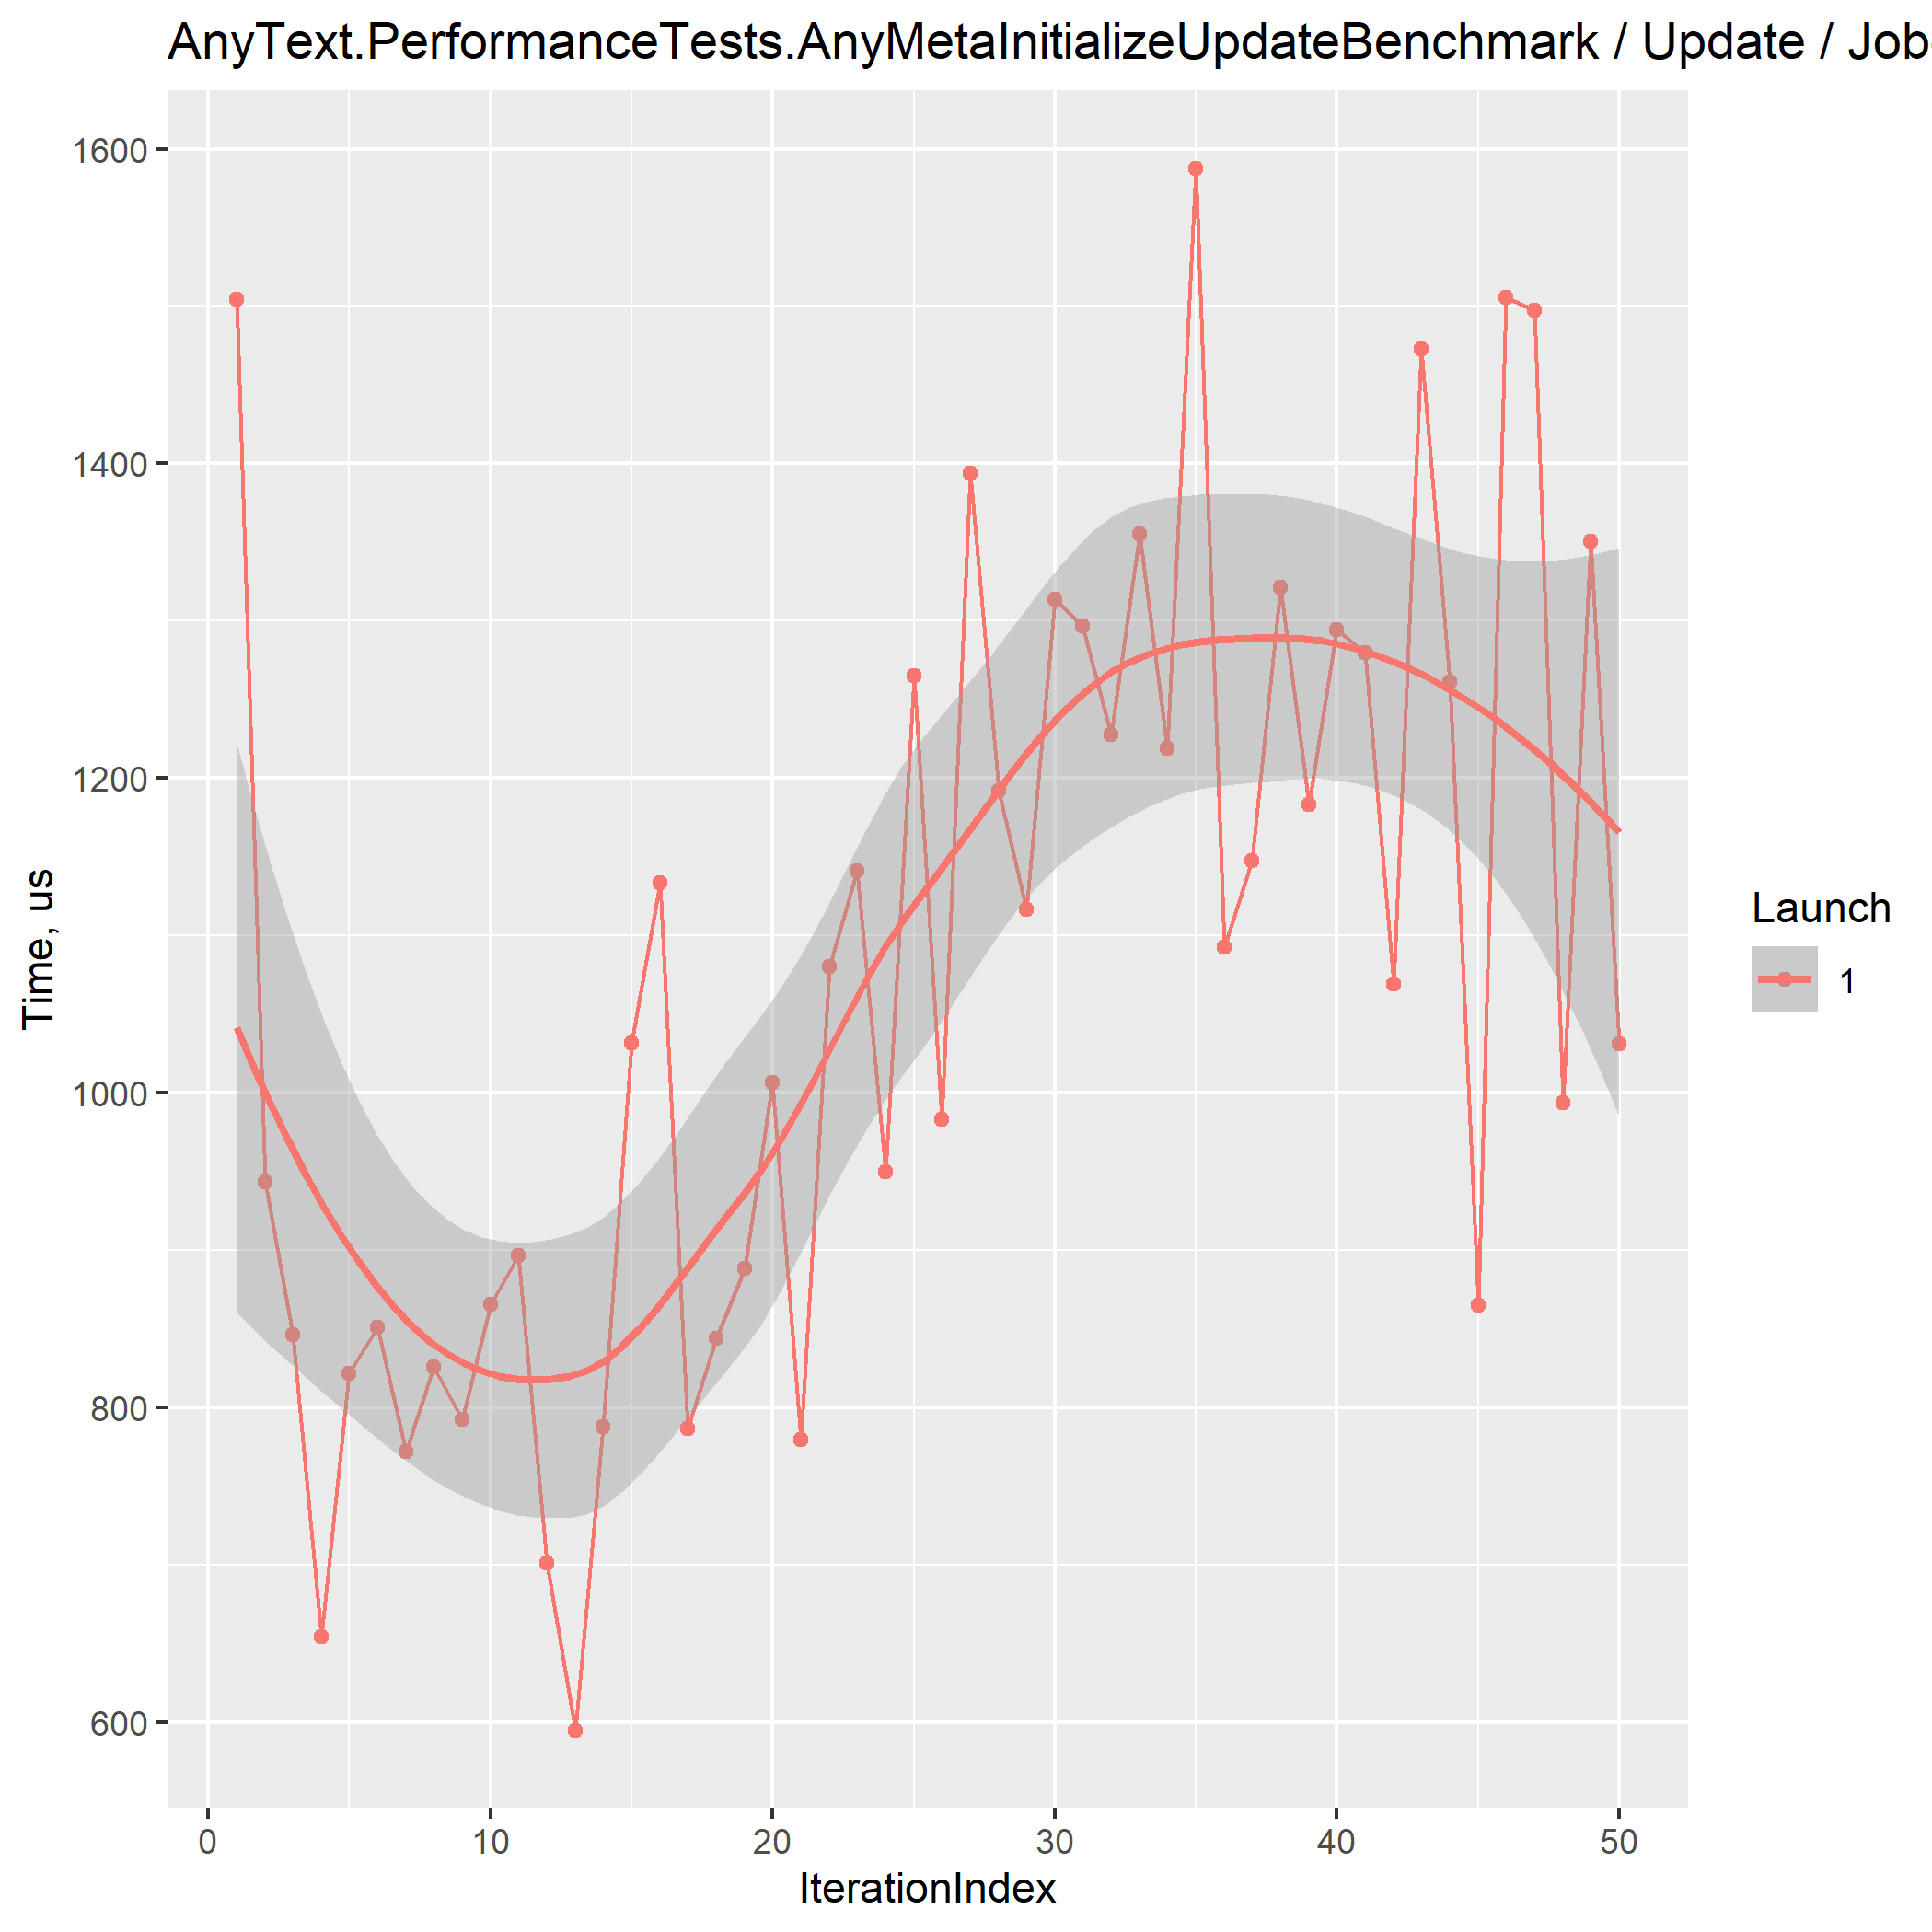 AnyText.PerformanceTests.AnyMetaInitializeUpdateBenchmark / Update / Job
1600
1400
1200
1000
800
600
Time, us
0 10 20 30 40 50
IterationIndex
Launch
1